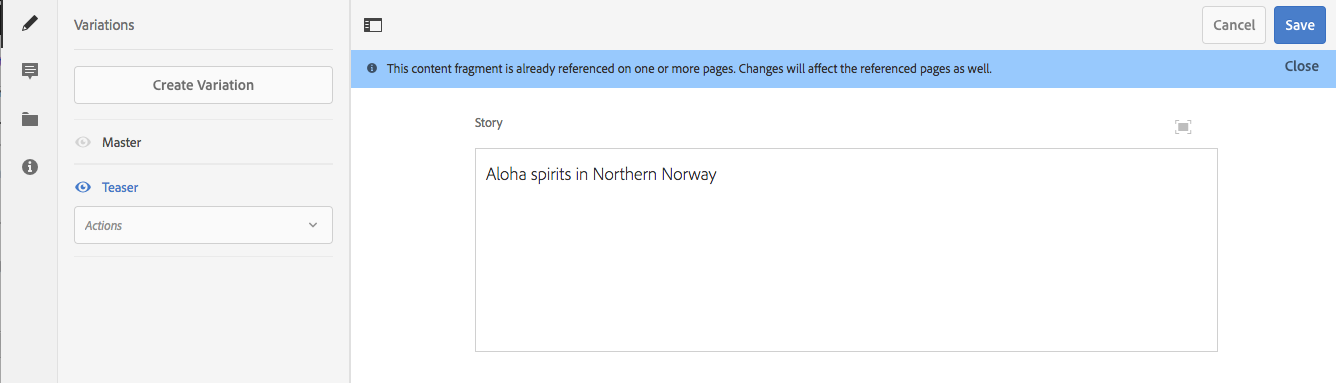 Variations
Cancel
Save
This content fragment is already referenced on one or more pages. Changes will affect the referenced pages as well.
Close
Create Variation
Story
Master
Aloha spirits in Northern Norway
Teaser
Actions